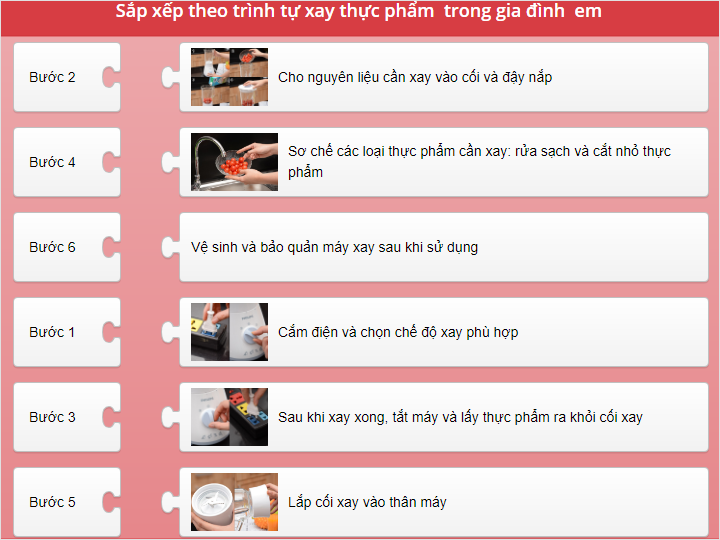 Sắp xếp theo trình tự xay thực phẩm trong gia đình em
Bước 2
Cho nguyên liệu cần xay vào cối và đậy nắp
Bước 4
Sơ chế các loại thực phẩm cần xay: rửa sạch và cắt nhỏ thực
phẩm
Bước 6
Vệ sinh và bảo quản máy xay sau khi sử dụng
Bước 1
Cắm điện và chọn chế độ xay phù hợp
Bước 3
Sau khi xay xong, tắt máy và lấy thực phẩm ra khỏi cối xay
Bước 5
Lắp cối xay vào thân máy